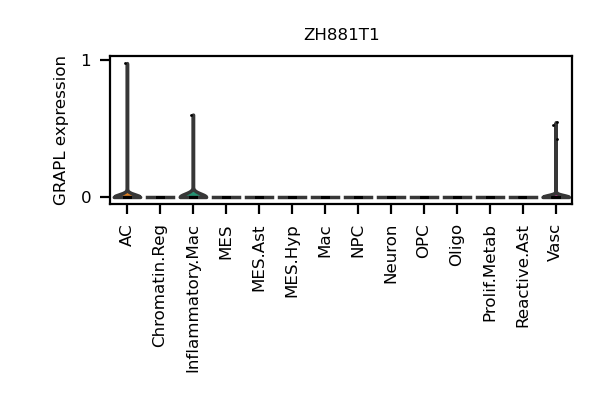 ZH881T1
GRAPL expression
1
0
AC
Chromatin.Reg
Inflammatory.Mac
MES
MES.Ast
MES.Hyp
Mac
NPC
Neuron
OPC
Oligo
Prolif.Metab
Reactive.Ast
Vasc